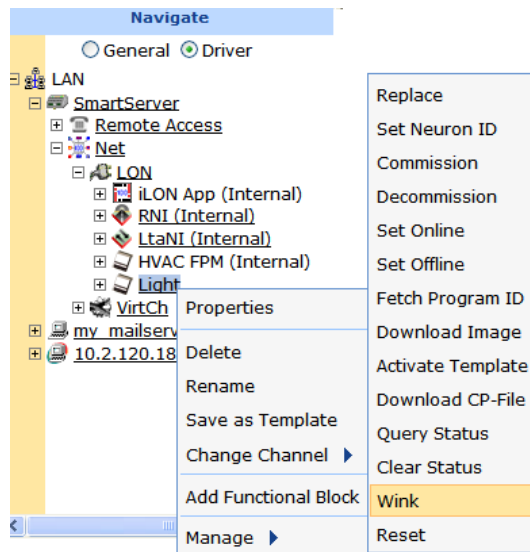 Navigate
General Driver
LAN
SmartServer
Remote Access
Net
LON
iLON App (Internal)
RNI (Internal)
LtaNI (Internal)
HVAC FPM (Internal)
Light
VirtCh
my_mailserv
10.2.120.18
Properties
Delete
Rename
Save as Template
Change Channel
Add Functional Block
Manage
Replace
Set Neuron ID
Commission
Decommission
Set Online
Set Offline
Fetch Program ID
Download Image
Activate Template
Download CP-File
Query Status
Clear Status
Wink
Reset